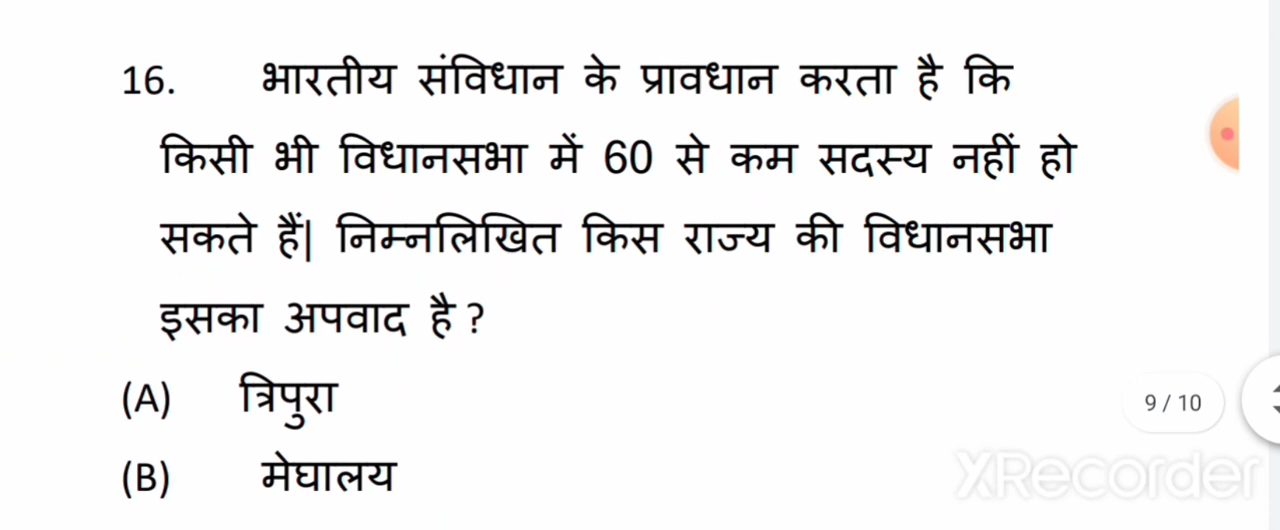 16. भारतीय संविधान के प्रावधान करता है कि
किसी भी विधानसभा में 60 से कम सदस्य नहीं हो
सकते हैं| निम्नलिखित किस राज्य की विधानसभा
इसका अपवाद है ?
(A) त्रिपुरा
9 / 10
(B) मेघालय
XRecorder